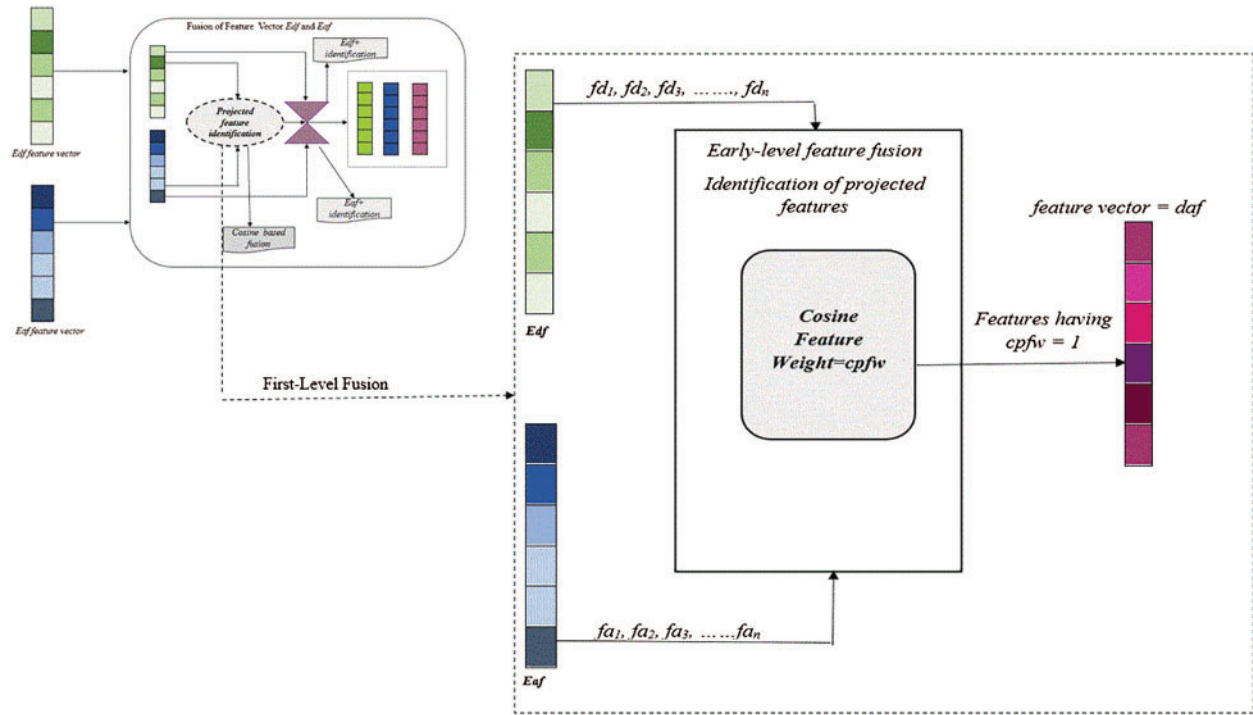 Fusion of Feature Vector Edf and Eaf
Edf+
identification
Projected
feature
identification
Eaf+
identification
Cosine based
fusion
Edf feature vector
Eaf feature vector
First-Level Fusion
fd₁, fd₂, fd₃, ……., fdₙ
Edf
Early-level feature fusion
Identification of projected
features
Cosine
Feature
Weight=cpfw
Features having
cpfw = 1
feature vector = daf
fa₁, fa₂, fa₃, ……faₙ
Eaf